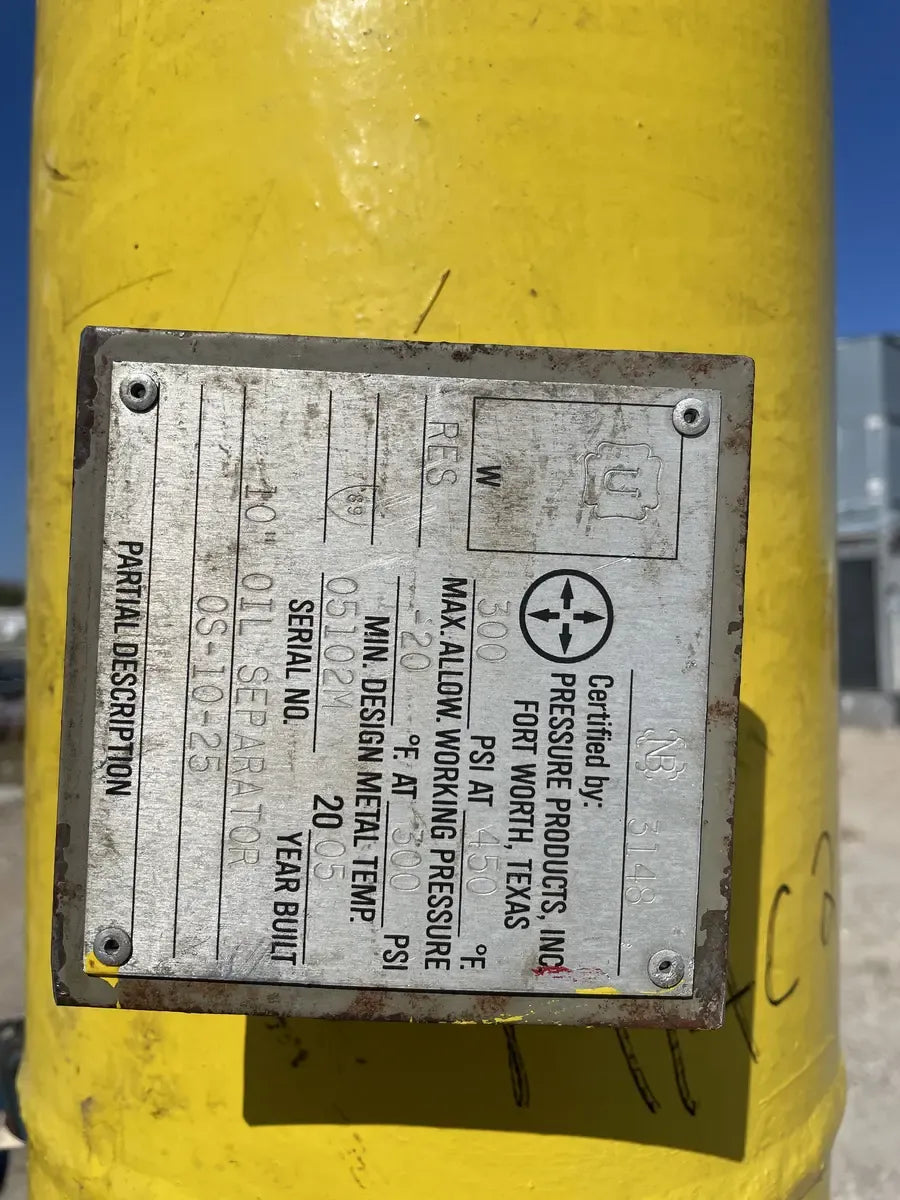 NB 3148
U
W
RES
89
Certified by:
PRESSURE PRODUCTS, INC
FORT WORTH, TEXAS
300 PSI AT 450 °F.
MAX. ALLOW. WORKING PRESSURE
-20 °F. AT 300 PSI
MIN. DESIGN METAL TEMP.
05102M 2005
SERIAL NO. YEAR BUILT
10" OIL SEPARATOR
OS-10-25
PARTIAL DESCRIPTION